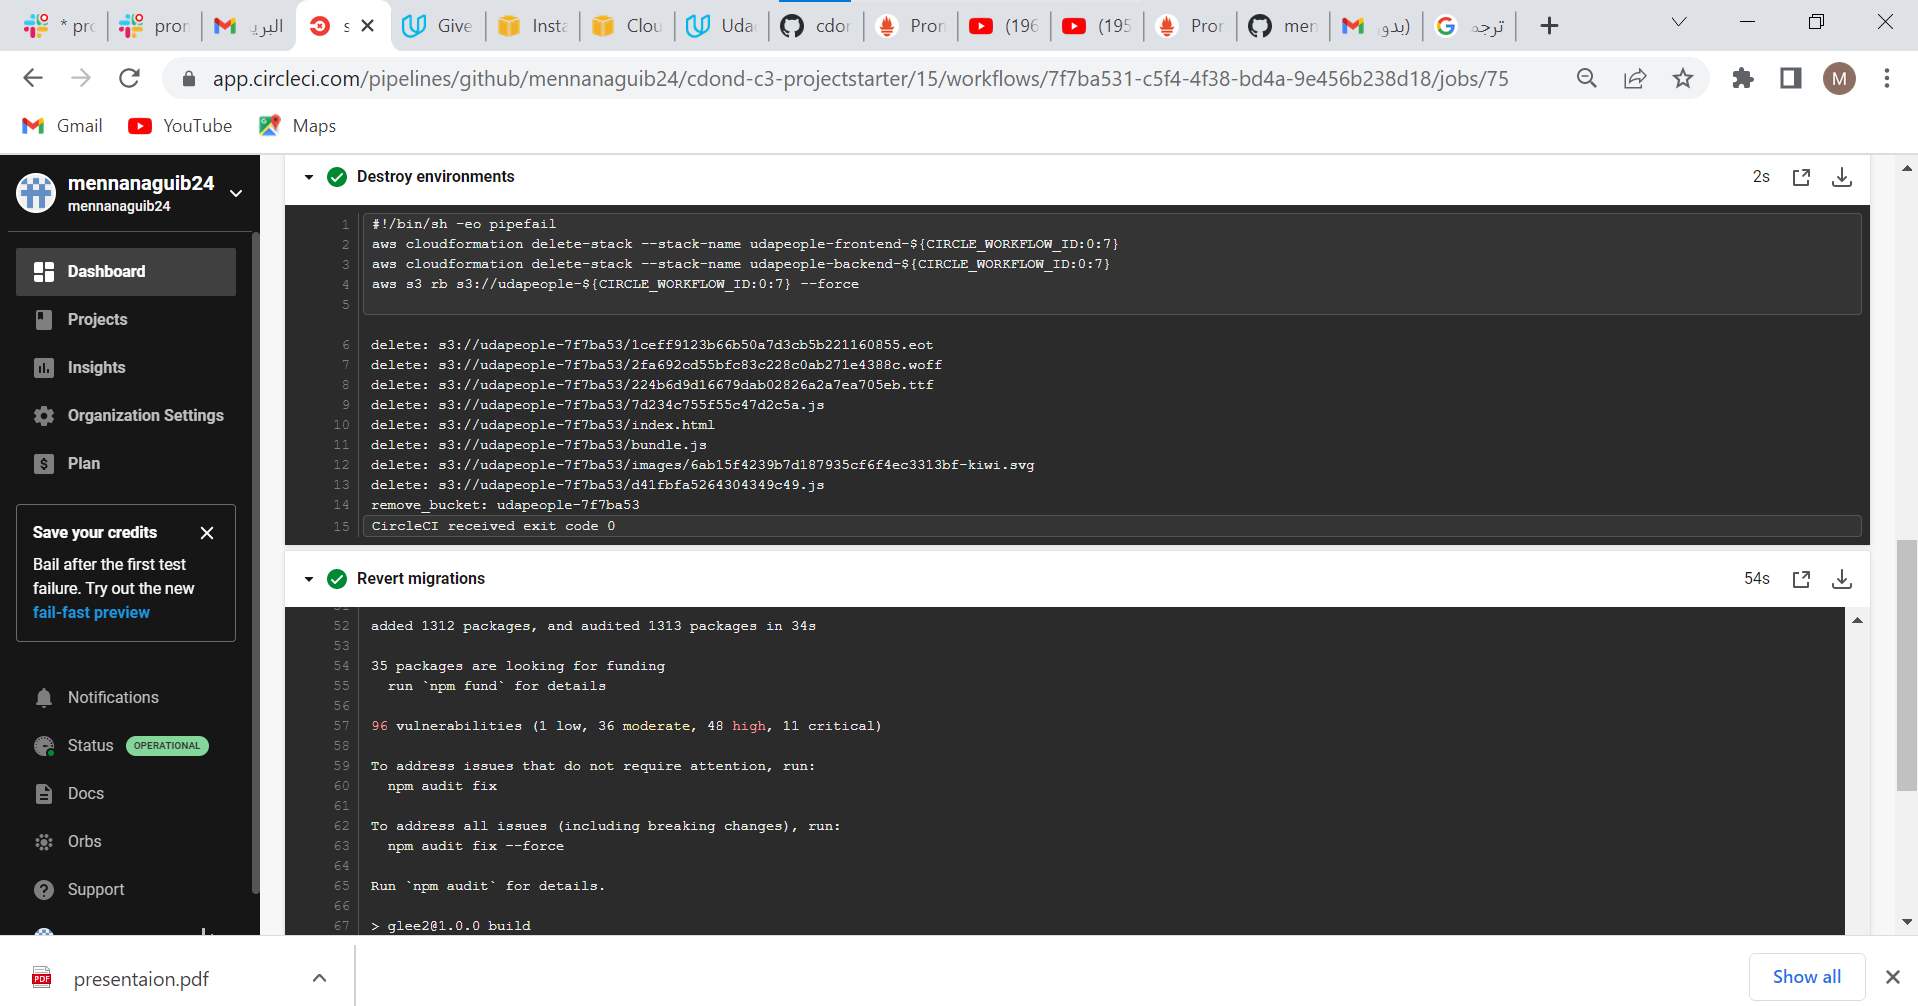 * pro
pron
البريد
s
Give
Insta
Clou
Uda
cdon
Pron
(196
(195
Pror
men
(بدو
ترجم
app.circleci.com/pipelines/github/mennanaguib24/cdond-c3-projectstarter/15/workflows/7f7ba531-c5f4-4f38-bd4a-9e456b238d18/jobs/75
M
Gmail
YouTube
Maps
mennanaguib24
mennanaguib24
Dashboard
Projects
Insights
Organization Settings
Plan
Save your credits
Bail after the first test
failure. Try out the new
fail-fast preview
Notifications
Status OPERATIONAL
Docs
Orbs
Support
Destroy environments
2s
1 #!/bin/sh -eo pipefail
2 aws cloudformation delete-stack --stack-name udapeople-frontend-${CIRCLE_WORKFLOW_ID:0:7}
3 aws cloudformation delete-stack --stack-name udapeople-backend-${CIRCLE_WORKFLOW_ID:0:7}
4 aws s3 rb s3://udapeople-${CIRCLE_WORKFLOW_ID:0:7} --force
5
6 delete: s3://udapeople-7f7ba53/1ceff9123b66b50a7d3cb5b221160855.eot
7 delete: s3://udapeople-7f7ba53/2fa692cd55bfc83c228c0ab271e4388c.woff
8 delete: s3://udapeople-7f7ba53/224b6d9d16679dab02826a2a7ea705eb.ttf
9 delete: s3://udapeople-7f7ba53/7d234c755f55c47d2c5a.js
10 delete: s3://udapeople-7f7ba53/index.html
11 delete: s3://udapeople-7f7ba53/bundle.js
12 delete: s3://udapeople-7f7ba53/images/6ab15f4239b7d187935cf6f4ec3313bf-kiwi.svg
13 delete: s3://udapeople-7f7ba53/d41fbfa5264304349c49.js
14 remove_bucket: udapeople-7f7ba53
15 CircleCI received exit code 0
Revert migrations
54s
52 added 1312 packages, and audited 1313 packages in 34s
53
54 35 packages are looking for funding
55 run `npm fund` for details
56
57 96 vulnerabilities (1 low, 36 moderate, 48 high, 11 critical)
58
59 To address issues that do not require attention, run:
60 npm audit fix
61
62 To address all issues (including breaking changes), run:
63 npm audit fix --force
64
65 Run `npm audit` for details.
66
67 > glee2@1.0.0 build
PDF
presentaion.pdf
Show all